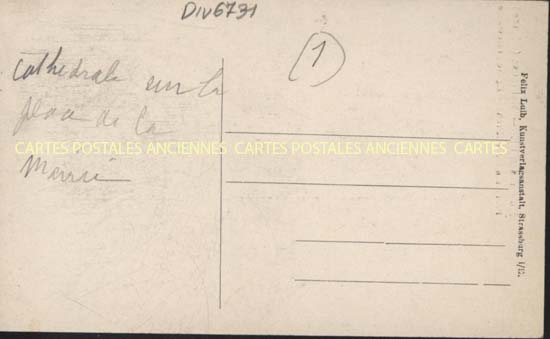 Div6731
(1)
Cathedrale sur la
place de la
Mairie
CARTES POSTALES ANCIENNES CARTES POSTALES ANCIENNES CARTES
Felix Luib, Kunstverlagsanstalt, Strassburg i/E.